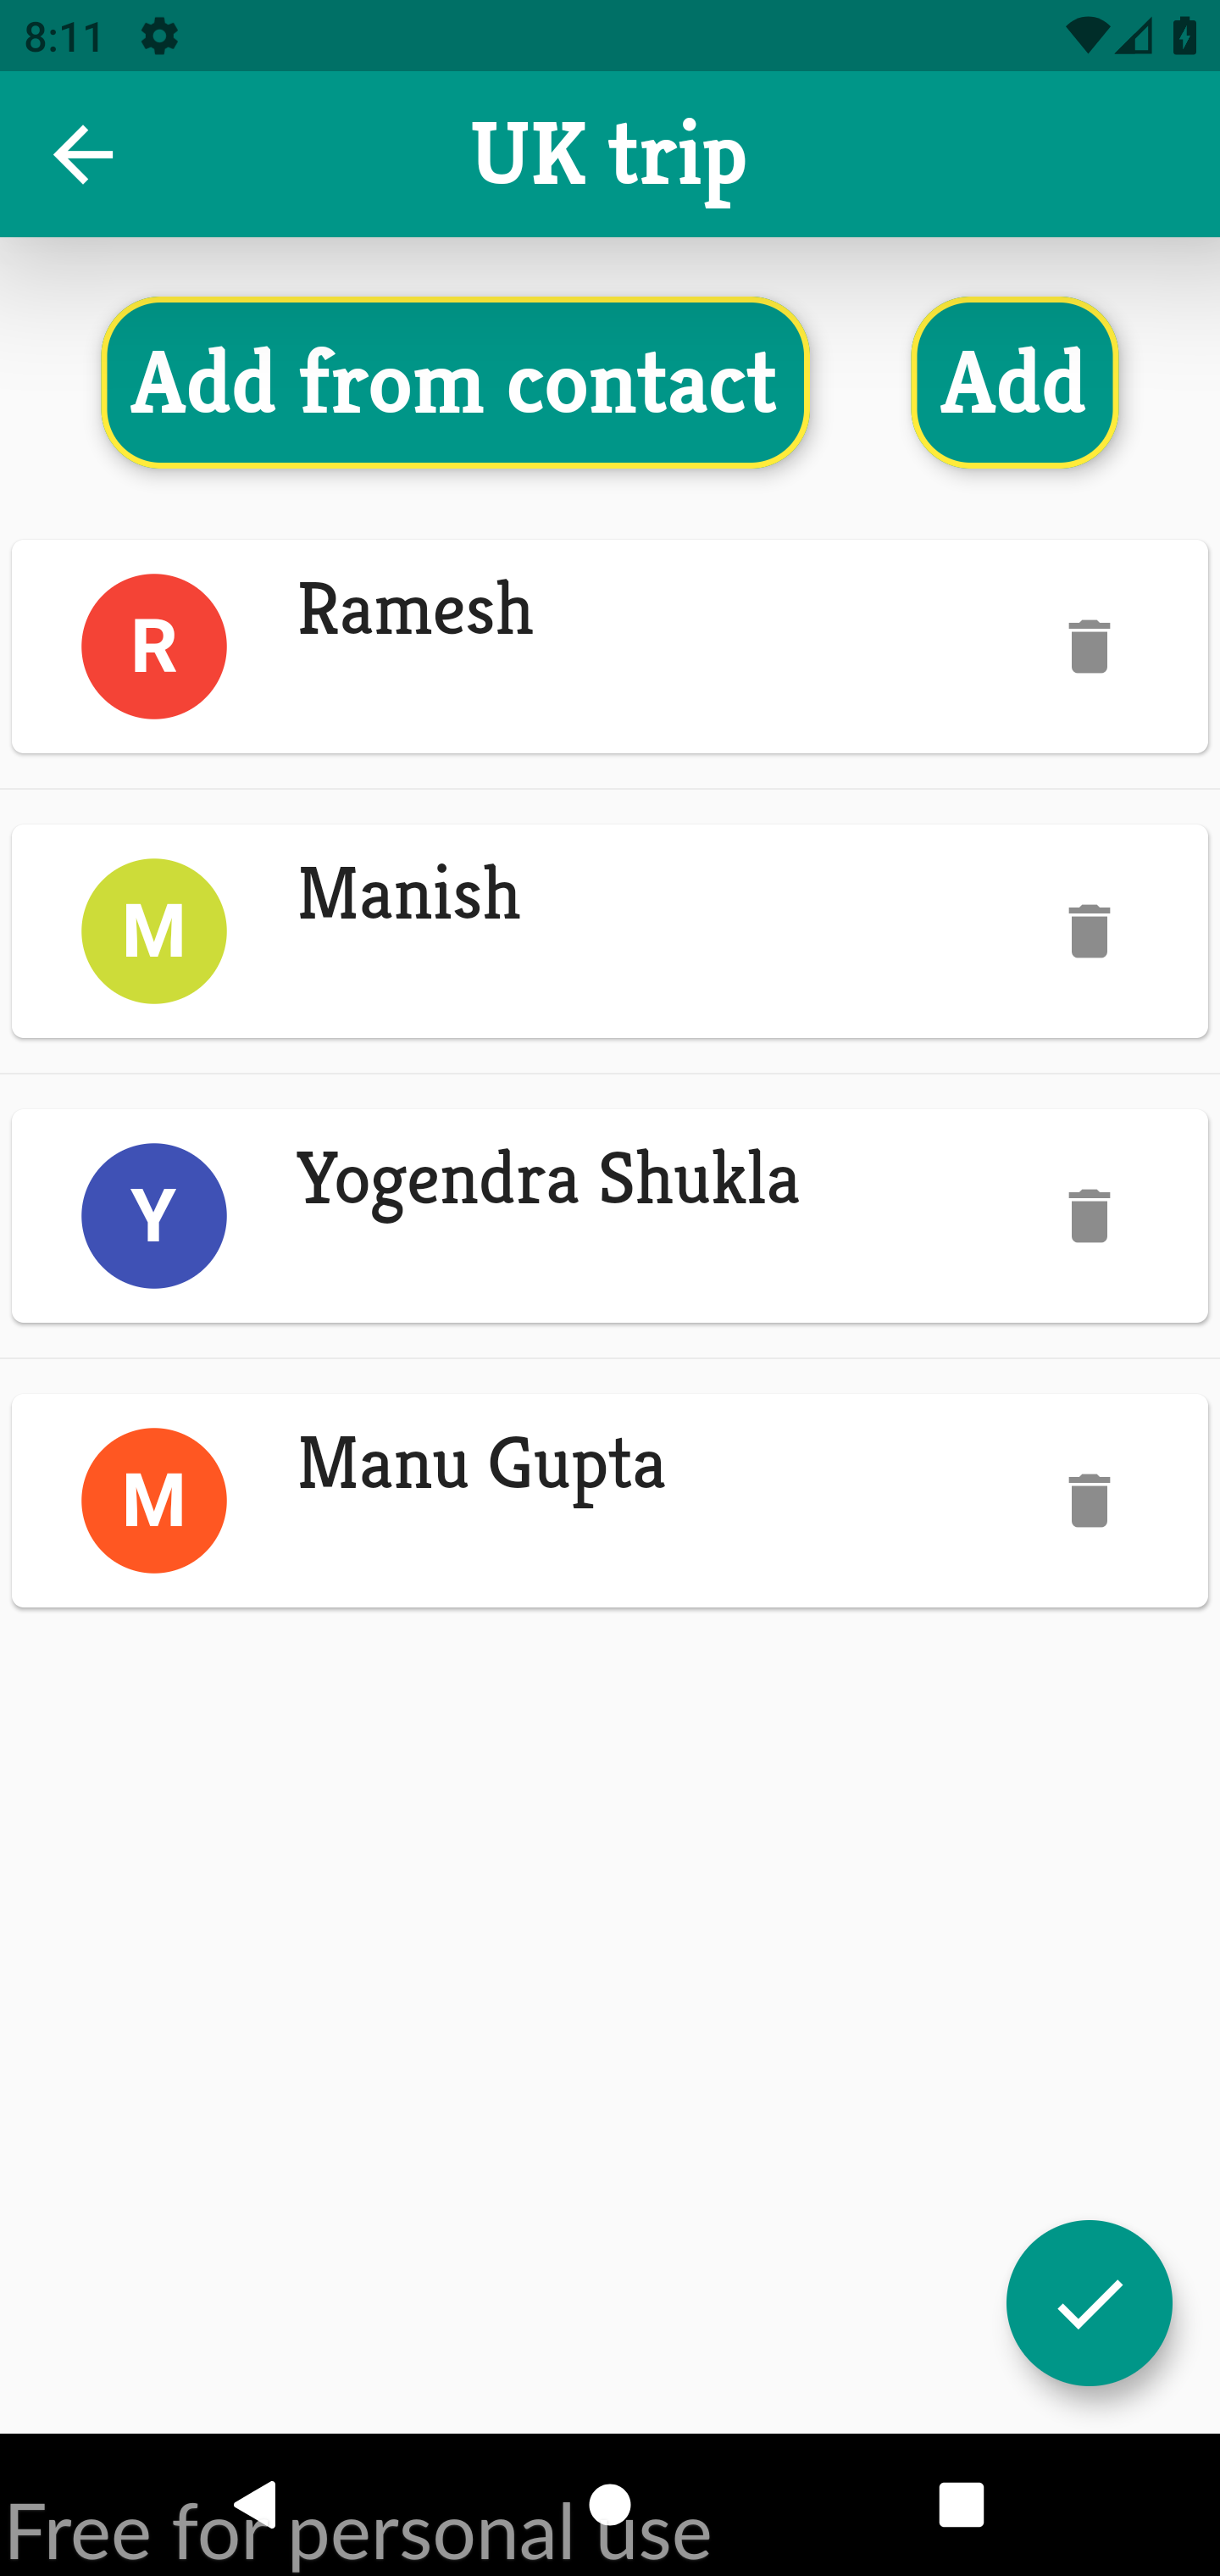 8:11
UK trip
Add from contact
Add
R
Ramesh
M
Manish
Y
Yogendra Shukla
M
Manu Gupta
Free for personal use